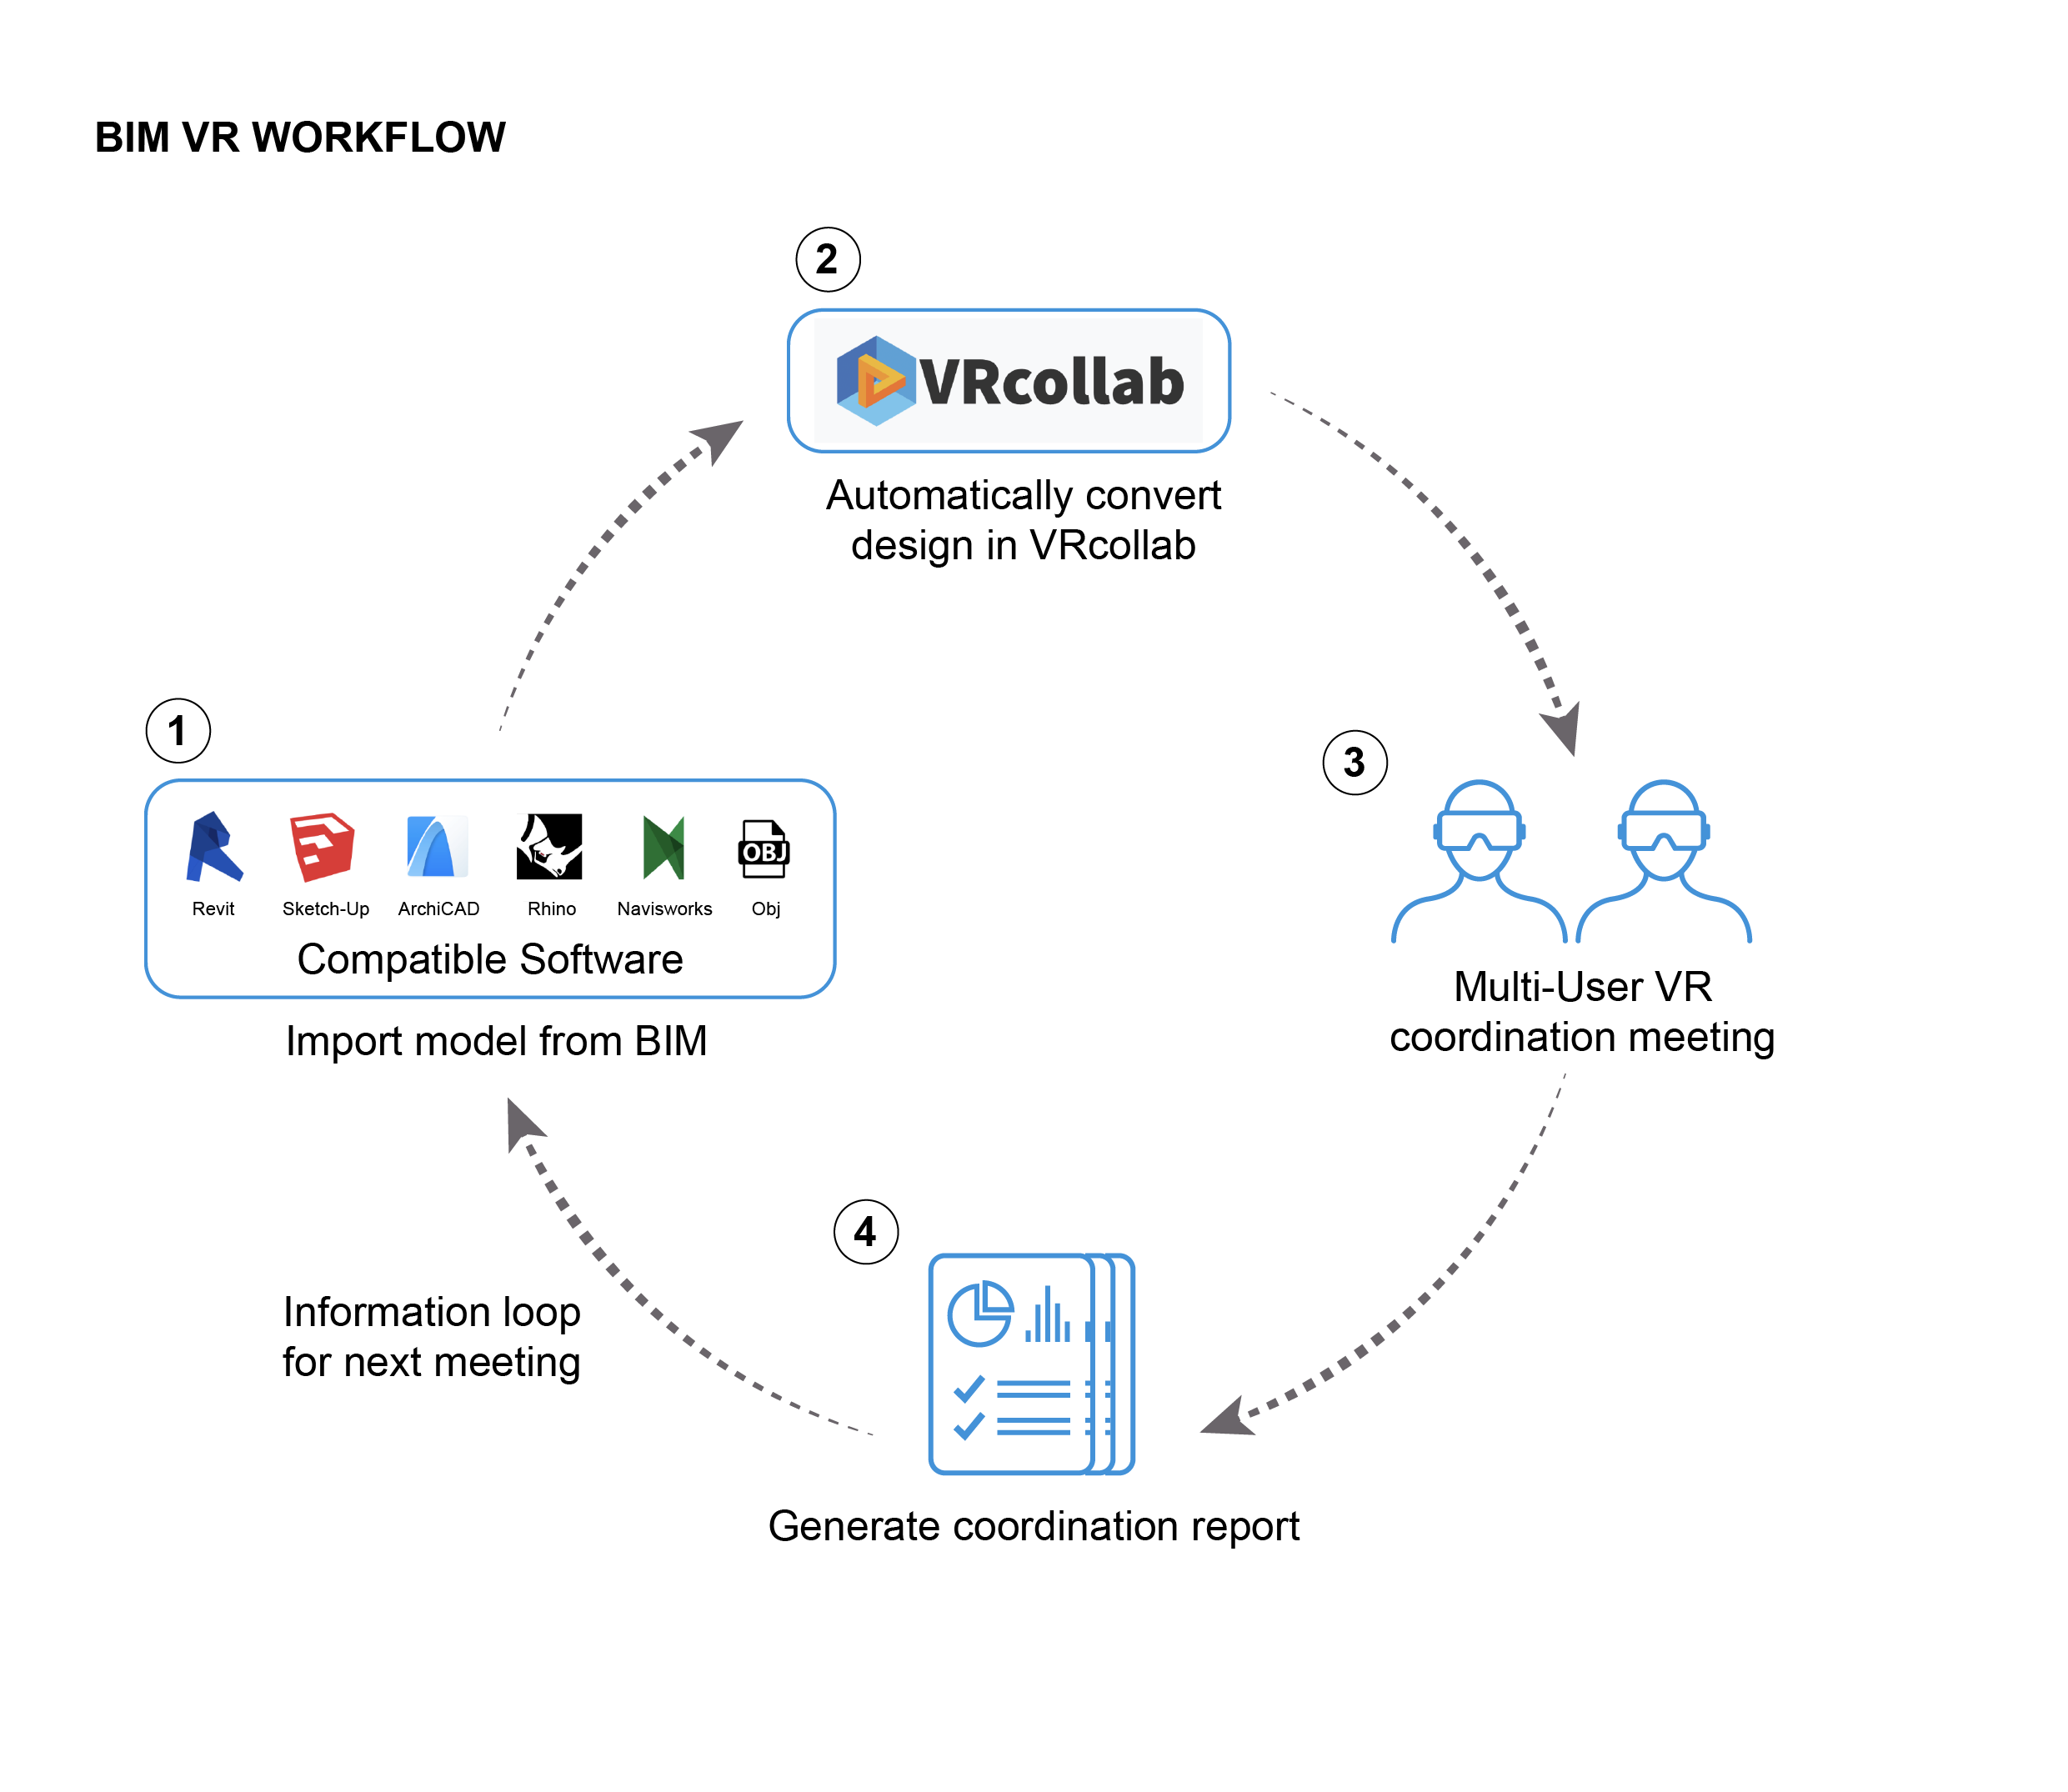 BIM VR WORKFLOW
2
VRcollab
Automatically convert
design in VRcollab
1
Revit
Sketch-Up
ArchiCAD
Rhino
Navisworks
OBJ
Obj
Compatible Software
Import model from BIM
3
Multi-User VR
coordination meeting
4
Information loop
for next meeting
Generate coordination report